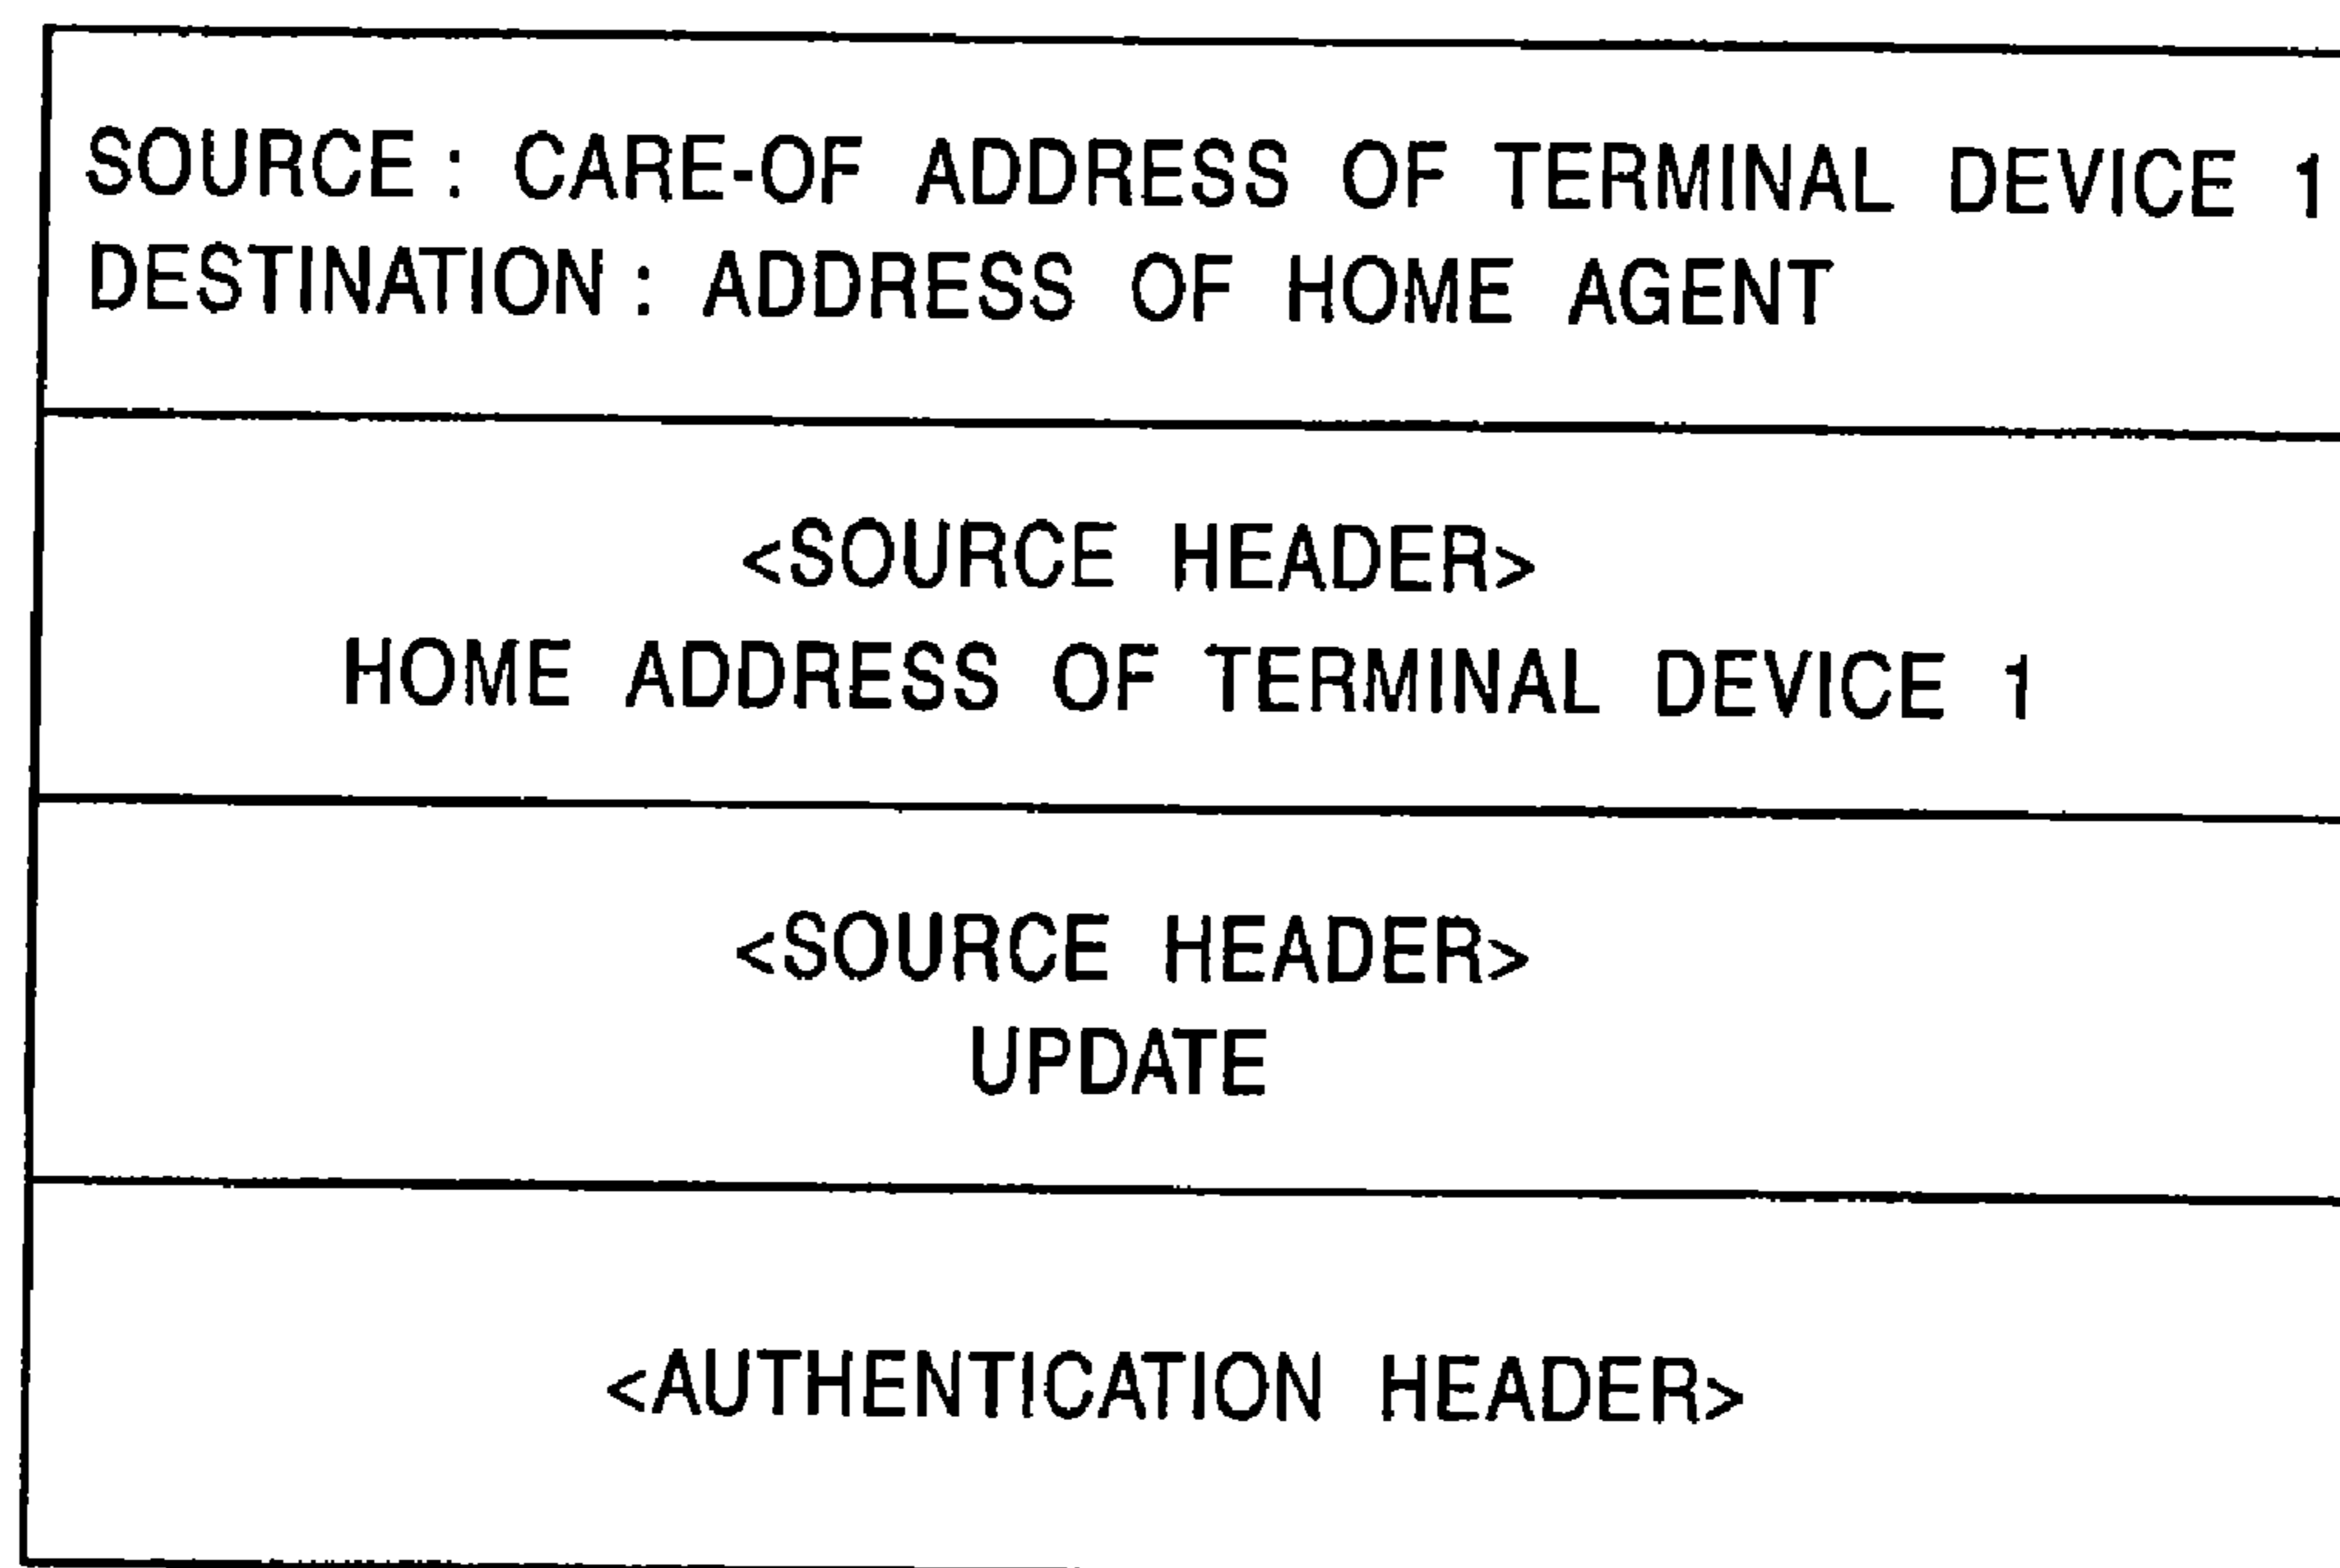 SOURCE : CARE-OF ADDRESS OF TERMINAL DEVICE 1
DESTINATION : ADDRESS OF HOME AGENT
<SOURCE HEADER>
HOME ADDRESS OF TERMINAL DEVICE 1
<SOURCE HEADER>
UPDATE
<AUTHENTICATION HEADER>